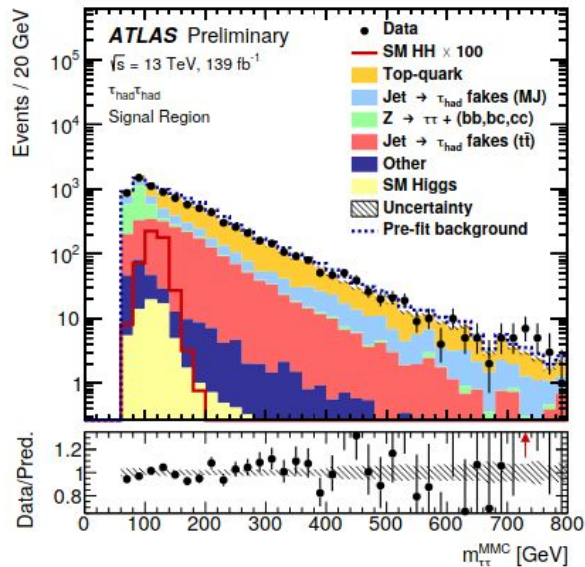 ATLAS Preliminary
√s = 13 TeV, 139 fb⁻¹
τhadτhad
Signal Region
Data
SM HH × 100
Top-quark
Jet → τhad fakes (MJ)
Z → ττ + (bb,bc,cc)
Jet → τhad fakes (tt̄)
Other
SM Higgs
Uncertainty
Pre-fit background
Events / 20 GeV
10⁵
10⁴
10³
10²
10
1
Data/Pred.
1.2
1
0.8
0 100 200 300 400 500 600 700 800
mττ^MMC [GeV]